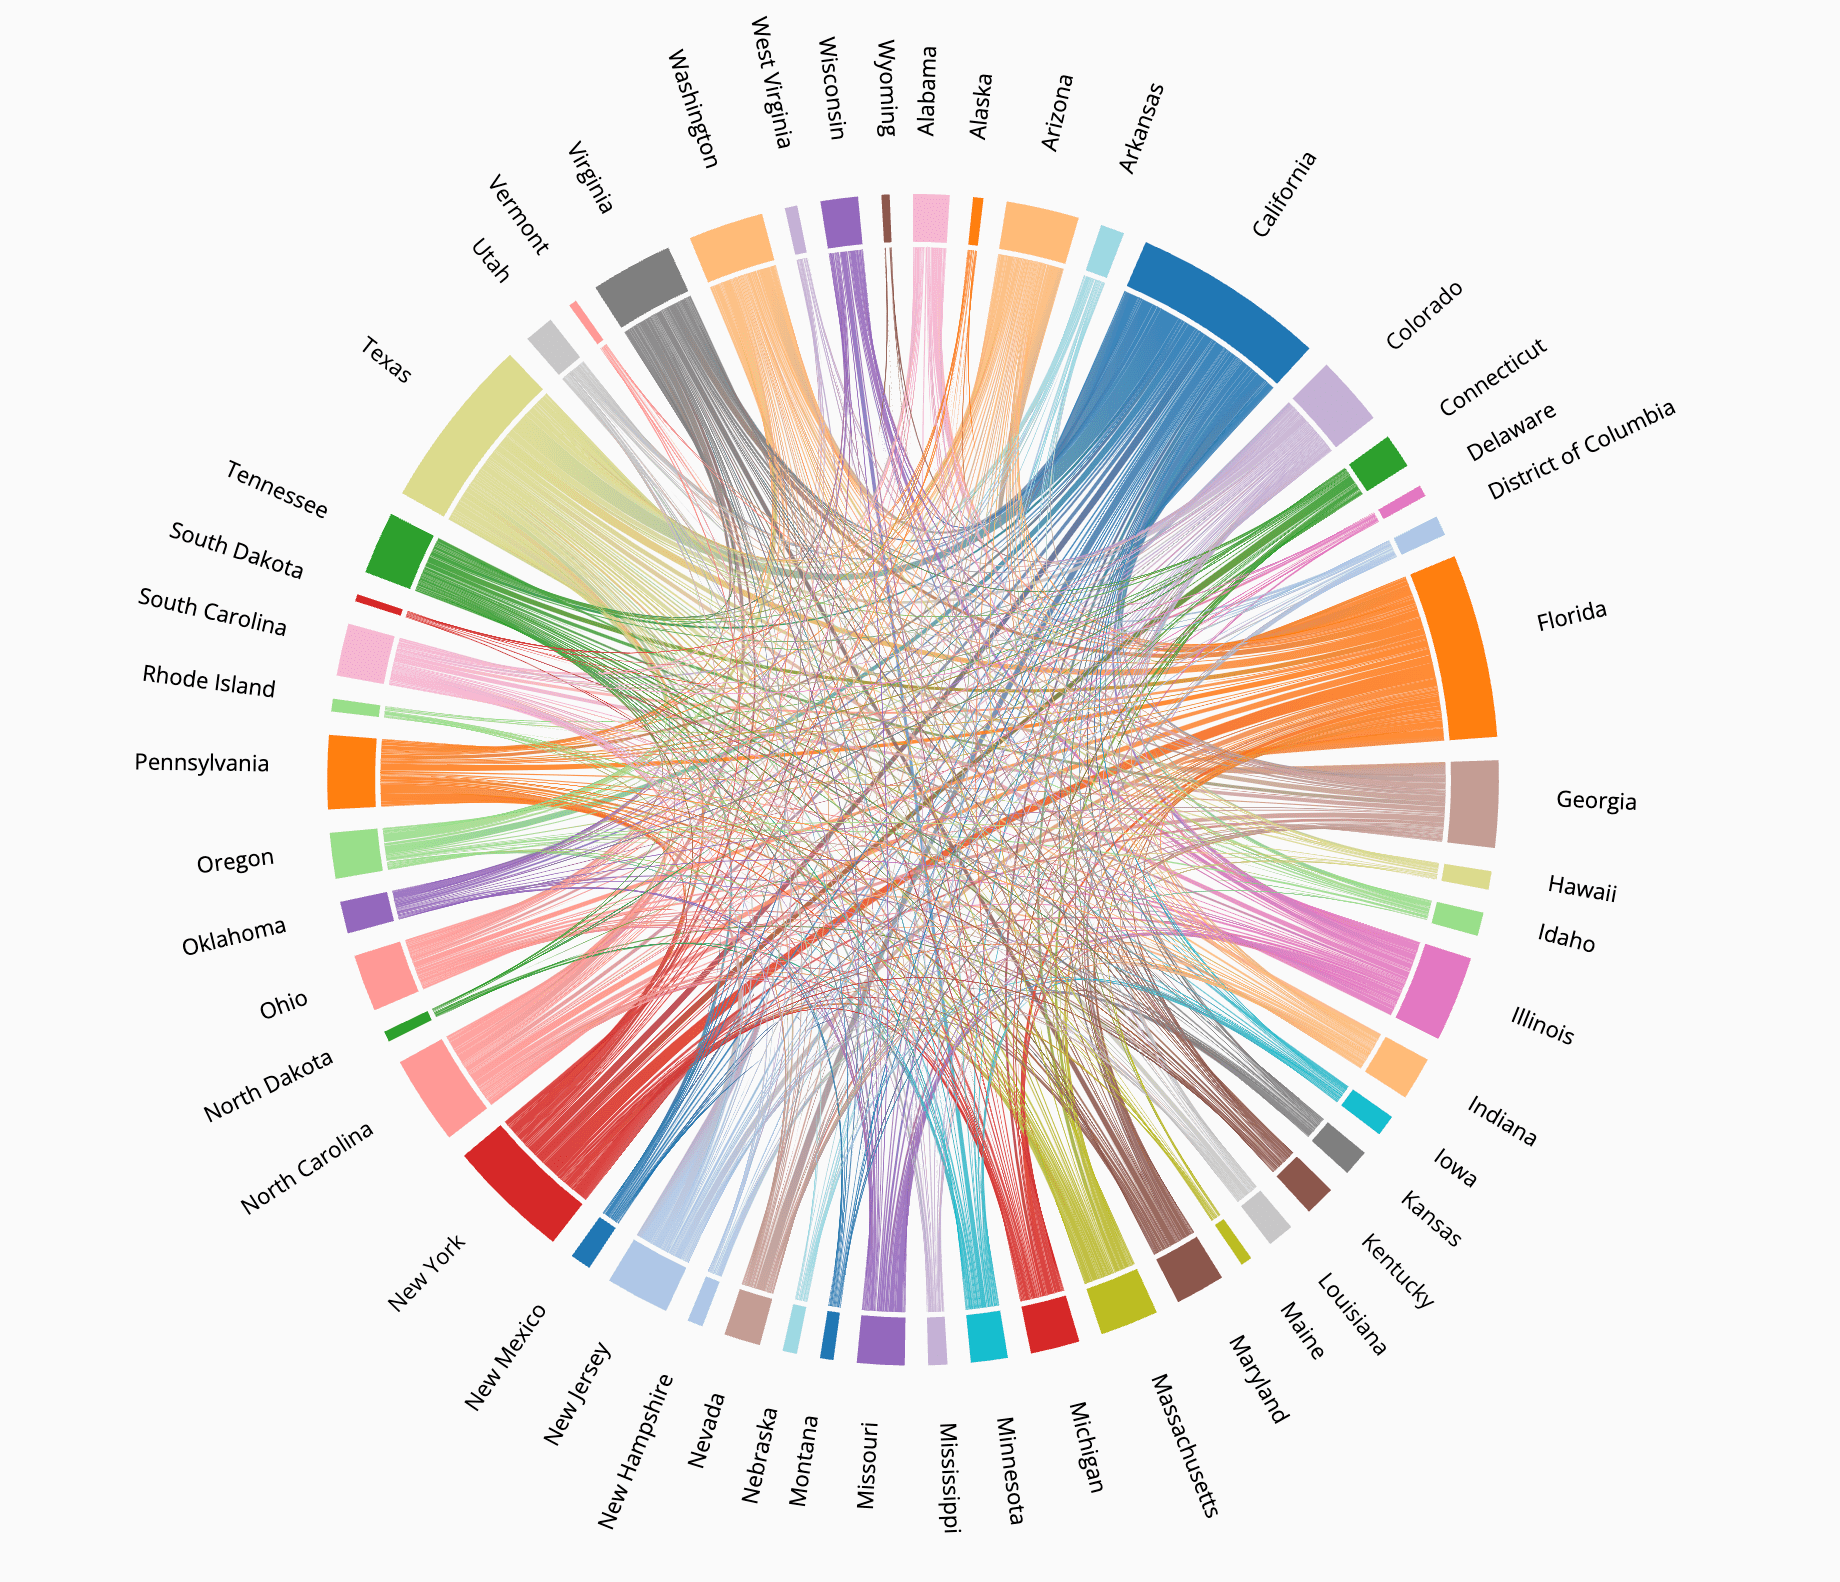 Alabama
Alaska
Arizona
Arkansas
California
Colorado
Connecticut
Delaware
District of Columbia
Florida
Georgia
Hawaii
Idaho
Illinois
Indiana
Iowa
Kansas
Kentucky
Louisiana
Maine
Maryland
Massachusetts
Michigan
Minnesota
Mississippi
Missouri
Montana
Nebraska
Nevada
New Hampshire
New Jersey
New Mexico
New York
North Carolina
North Dakota
Ohio
Oklahoma
Oregon
Pennsylvania
Rhode Island
South Carolina
South Dakota
Tennessee
Texas
Utah
Vermont
Virginia
Washington
West Virginia
Wisconsin
Wyoming